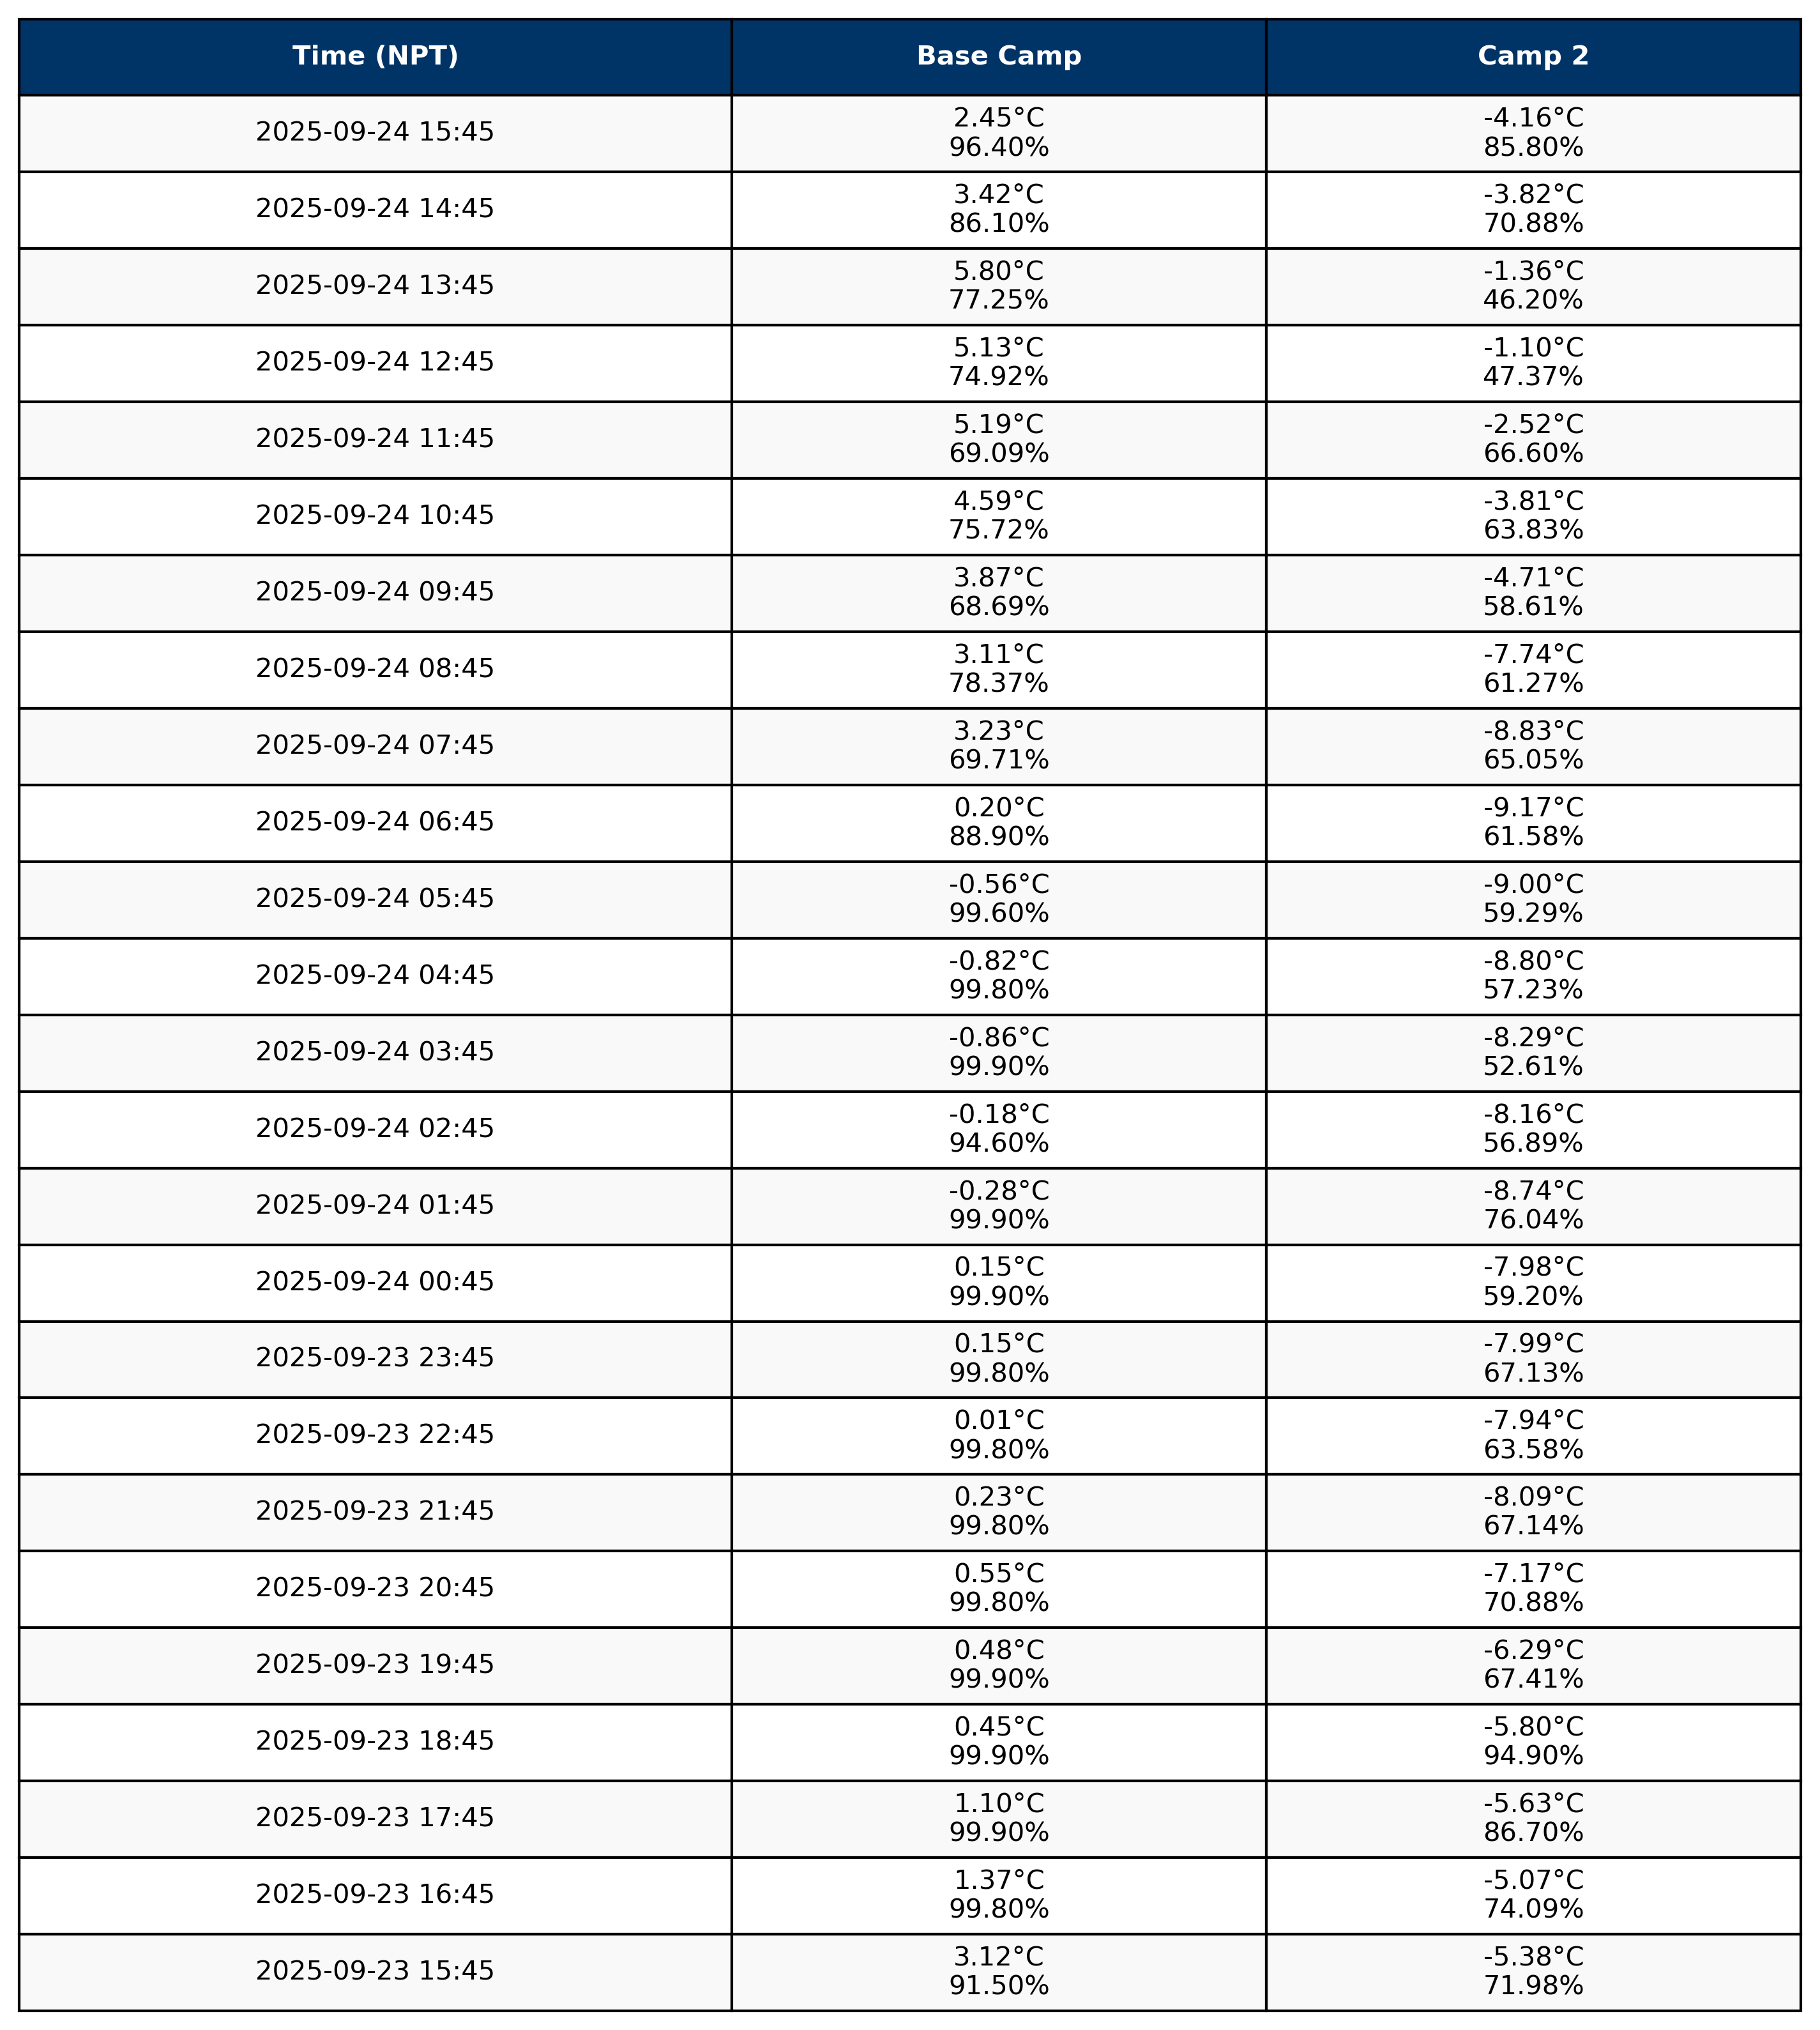 Time (NPT) Base Camp Camp 2
2025-09-24 15:45
2.45°C
96.40%
-4.16°C
85.80%
2025-09-24 14:45
3.42°C
86.10%
-3.82°C
70.88%
2025-09-24 13:45
5.80°C
77.25%
-1.36°C
46.20%
2025-09-24 12:45
5.13°C
74.92%
-1.10°C
47.37%
2025-09-24 11:45
5.19°C
69.09%
-2.52°C
66.60%
2025-09-24 10:45
4.59°C
75.72%
-3.81°C
63.83%
2025-09-24 09:45
3.87°C
68.69%
-4.71°C
58.61%
2025-09-24 08:45
3.11°C
78.37%
-7.74°C
61.27%
2025-09-24 07:45
3.23°C
69.71%
-8.83°C
65.05%
2025-09-24 06:45
0.20°C
88.90%
-9.17°C
61.58%
2025-09-24 05:45
-0.56°C
99.60%
-9.00°C
59.29%
2025-09-24 04:45
-0.82°C
99.80%
-8.80°C
57.23%
2025-09-24 03:45
-0.86°C
99.90%
-8.29°C
52.61%
2025-09-24 02:45
-0.18°C
94.60%
-8.16°C
56.89%
2025-09-24 01:45
-0.28°C
99.90%
-8.74°C
76.04%
2025-09-24 00:45
0.15°C
99.90%
-7.98°C
59.20%
2025-09-23 23:45
0.15°C
99.80%
-7.99°C
67.13%
2025-09-23 22:45
0.01°C
99.80%
-7.94°C
63.58%
2025-09-23 21:45
0.23°C
99.80%
-8.09°C
67.14%
2025-09-23 20:45
0.55°C
99.80%
-7.17°C
70.88%
2025-09-23 19:45
0.48°C
99.90%
-6.29°C
67.41%
2025-09-23 18:45
0.45°C
99.90%
-5.80°C
94.90%
2025-09-23 17:45
1.10°C
99.90%
-5.63°C
86.70%
2025-09-23 16:45
1.37°C
99.80%
-5.07°C
74.09%
2025-09-23 15:45
3.12°C
91.50%
-5.38°C
71.98%